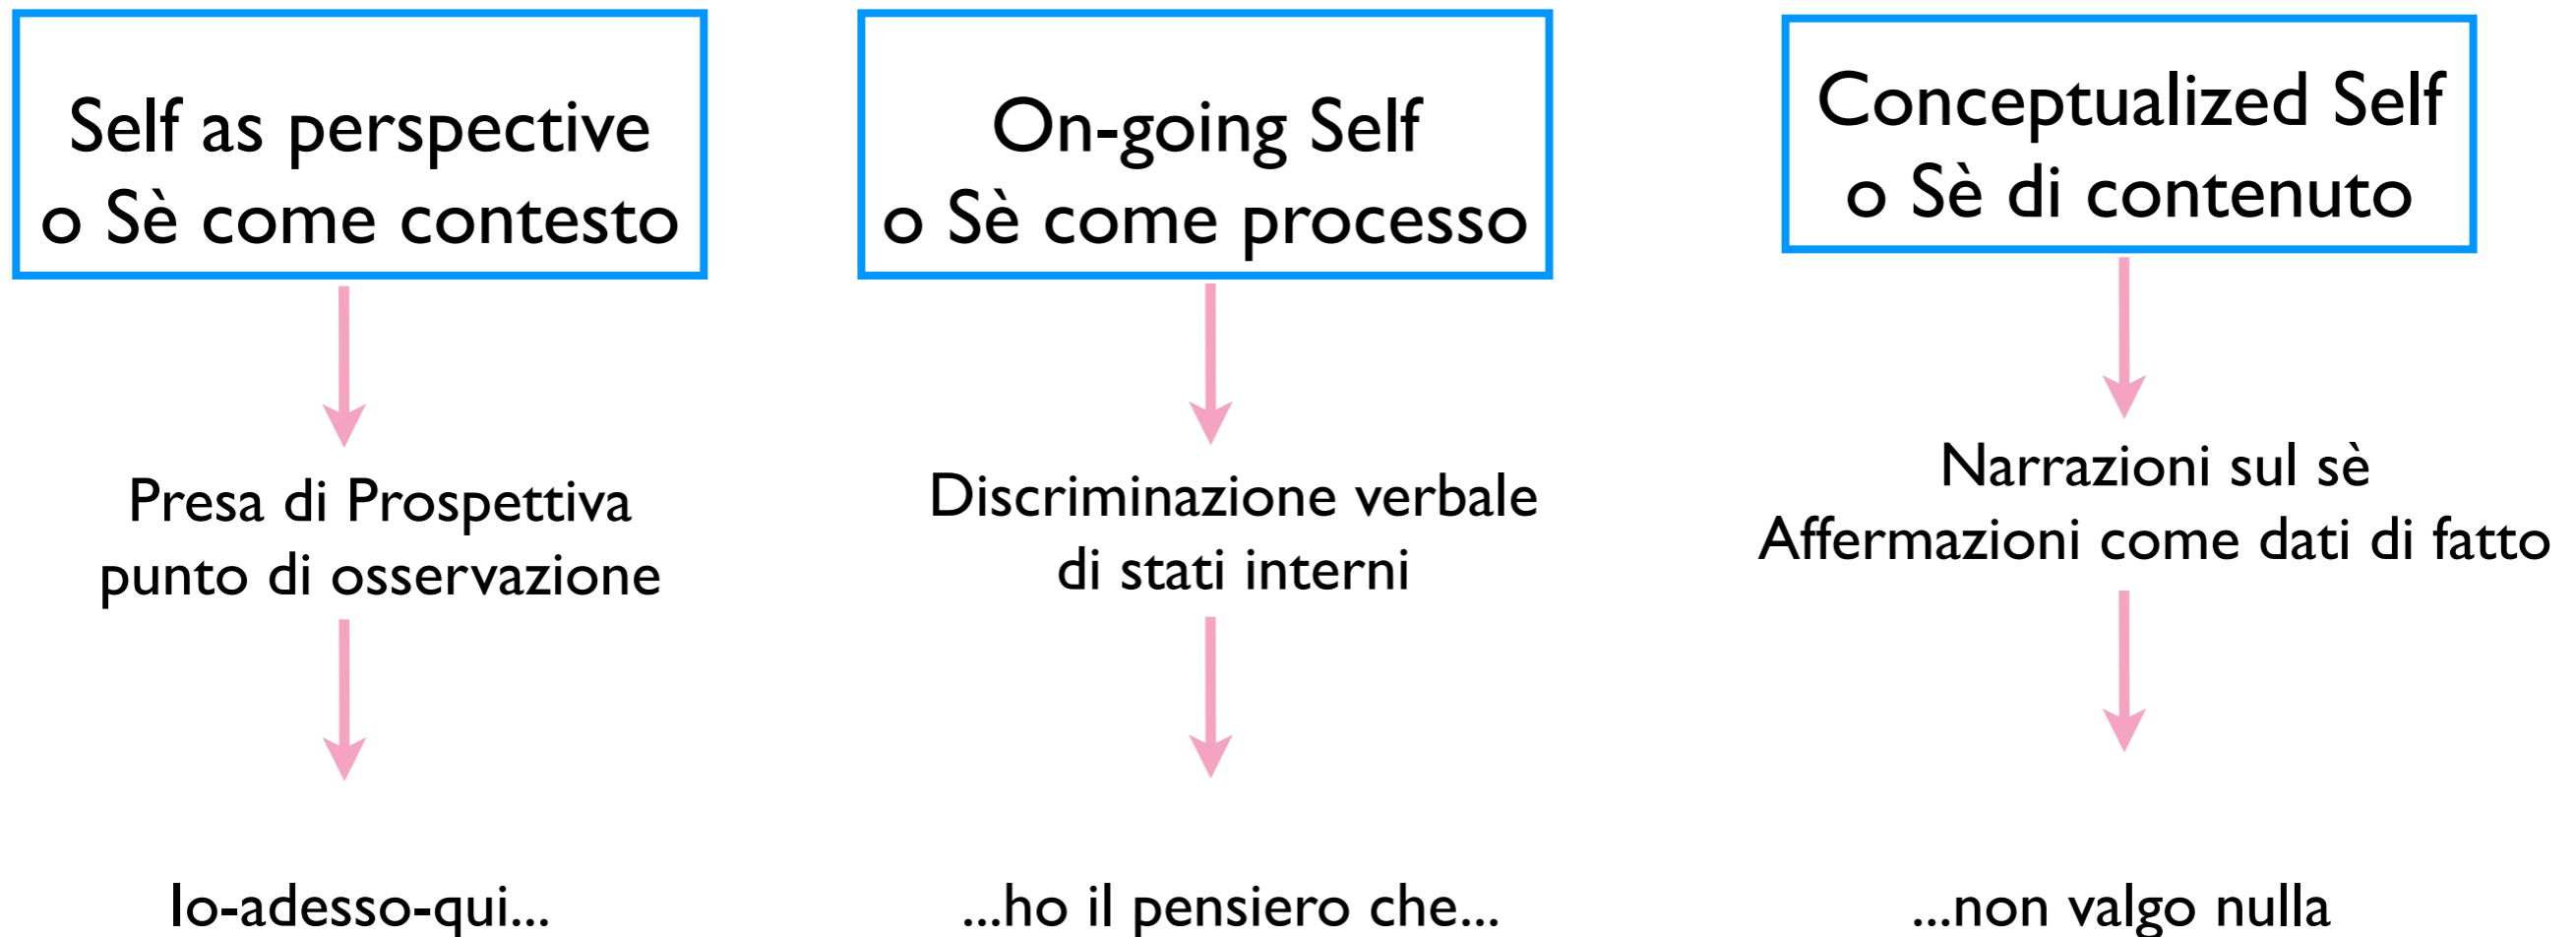 Self as perspective
o Sè come contesto
On-going Self
o Sè come processo
Conceptualized Self
o Sè di contenuto
Presa di Prospettiva
punto di osservazione
Discriminazione verbale
di stati interni
Narrazioni sul sè
Affermazioni come dati di fatto
Io-adesso-qui...
...ho il pensiero che...
...non valgo nulla